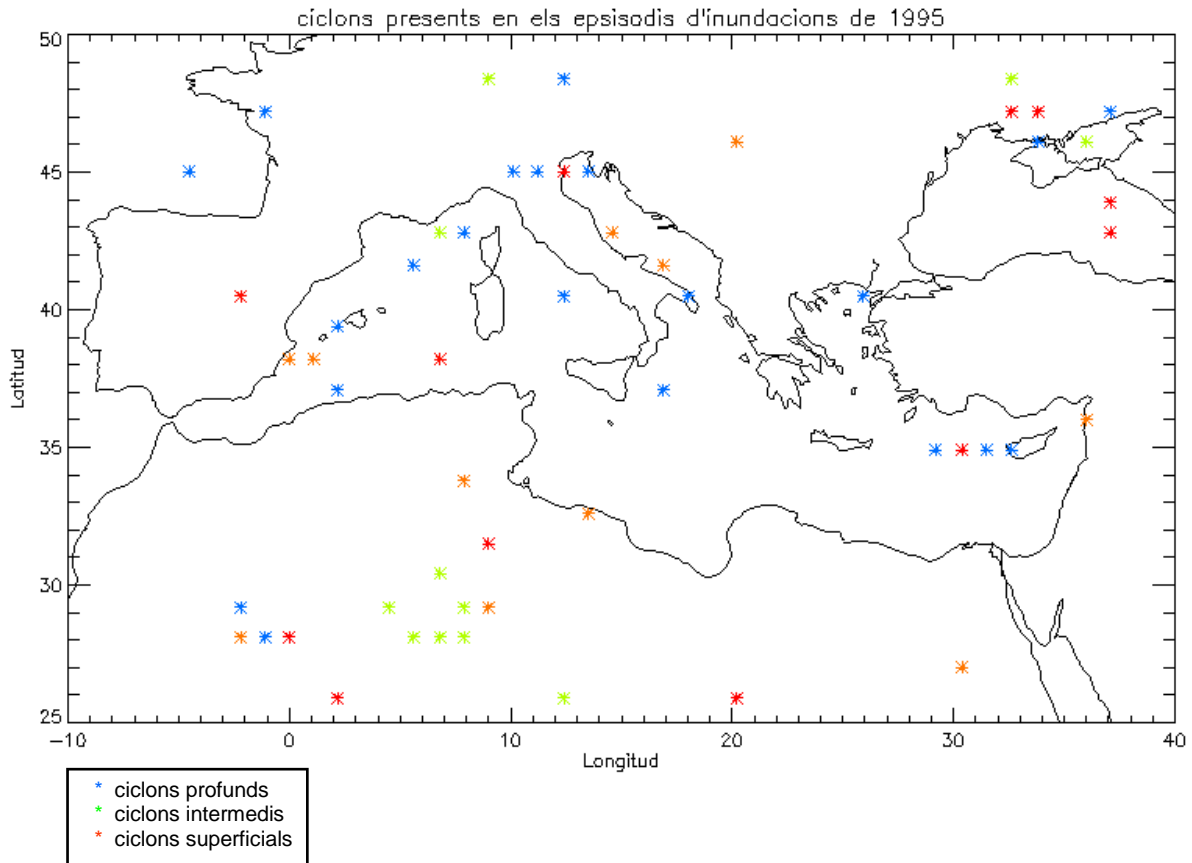 ciclons presents en els epsisodis d'inundacions de 1995
50
45
40
35
30
25
Latitud
-10 0 10 20 30 40
Longitud
* ciclons profunds
* ciclons intermedis
* ciclons superficials